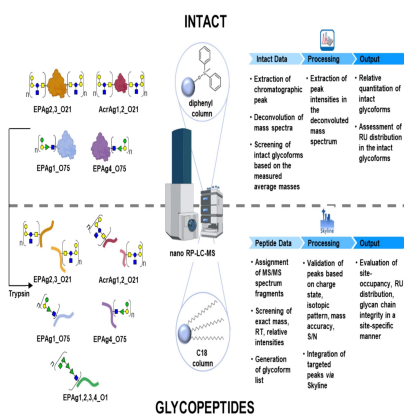 INTACT
EPAg2,3_O21
AcrAg1,2_O21
EPAg1_O75
EPAg4_O75
Trypsin
EPAg2,3_O21
AcrAg1,2_O21
EPAg1_O75
EPAg4_O75
EPAg1,2,3,4_O1
diphenyl
column
nano RP-LC-MS
C18
column
Intact Data
• Extraction of
chromatographic
peak
• Deconvolution of
mass spectra
• Screening of
intact glycoforms
based on the
measured
average masses
Processing
• Extraction of
peak
intensities in
the
deconvoluted
mass
spectrum
Output
• Relative
quantitation of
intact
glycoforms
• Assessment of
RU distribution
in the intact
glycoforms
Skyline
Peptide Data
• Assignment
of MS/MS
spectrum
fragments
• Screening of
exact mass,
RT, relative
intensities
• Generation
of glycoform
list
Processing
• Validation of
peaks based on
charge state,
isotopic
pattern, mass
accuracy, S/N
• Integration of
targeted
peaks via
Skyline
Output
• Evaluation of
site-
occupancy, RU
distribution,
glycan chain
integrity in a
site-specific
manner
GLYCOPEPTIDES